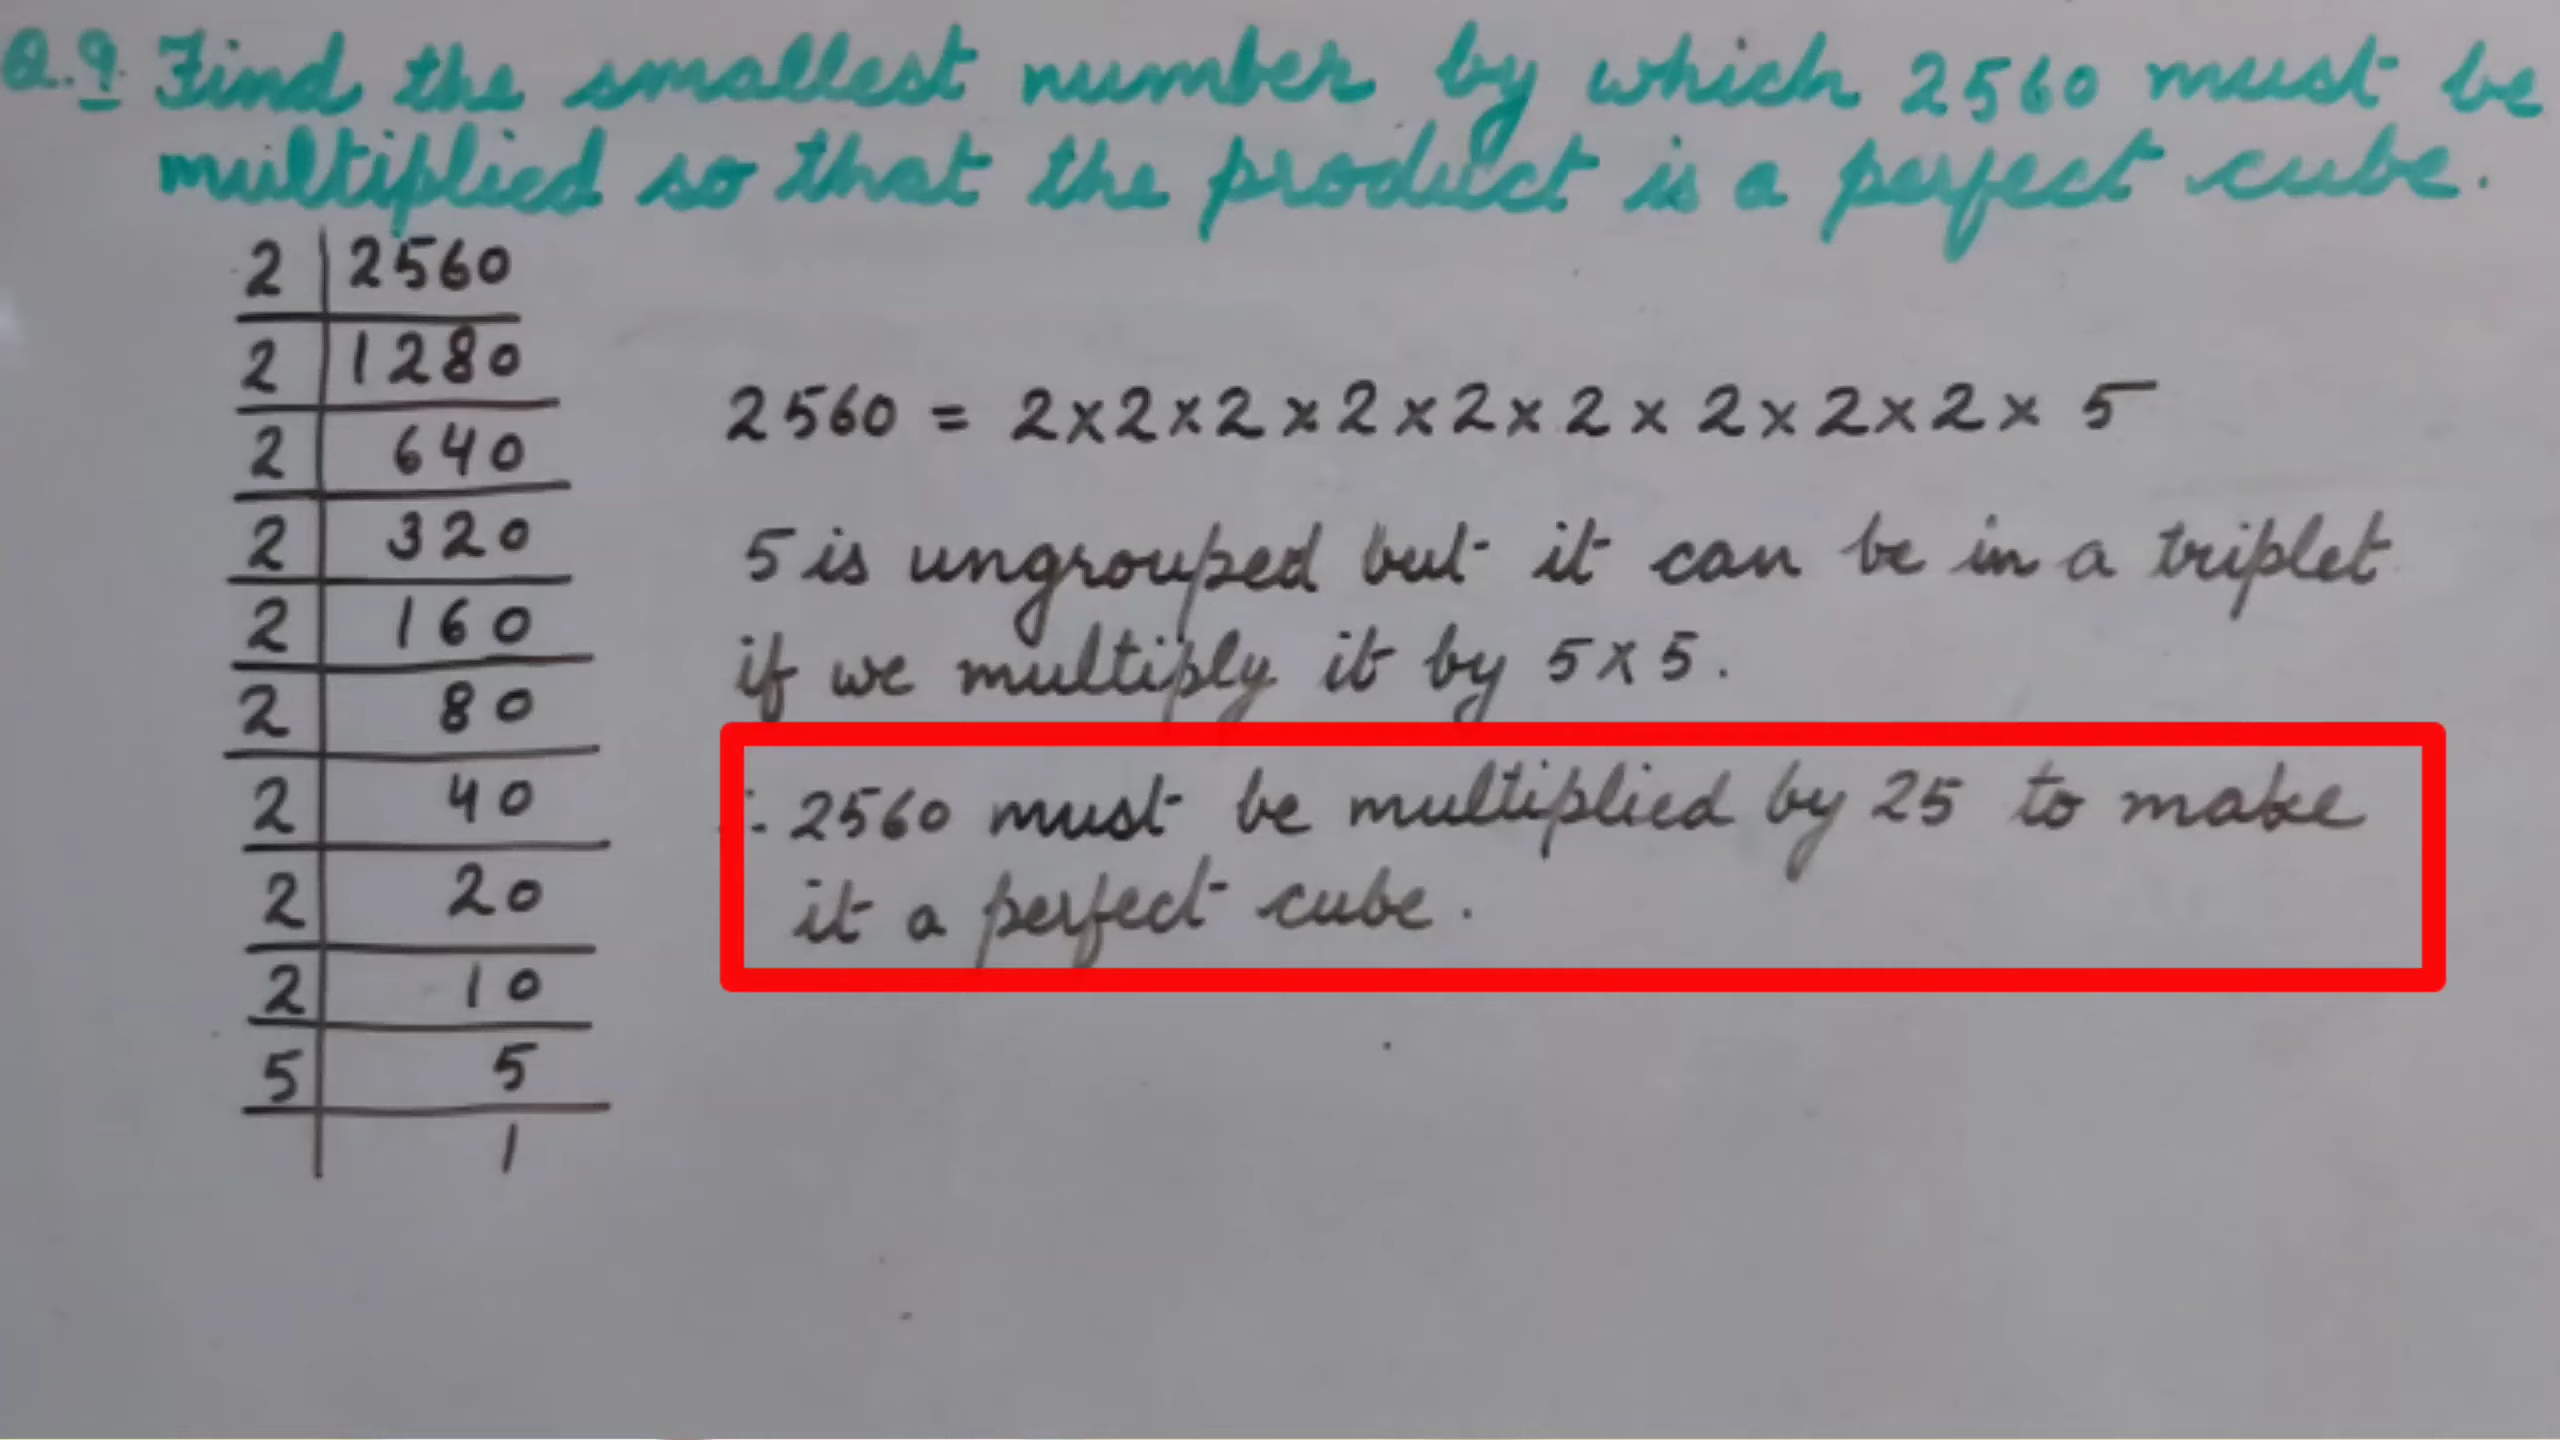 Q.9 Find the smallest number by which 2560 must be
multiplied so that the product is a perfect cube.
2 | 2560
2 | 1280
2 | 640
2 | 320
2 | 160
2 | 80
2 | 40
2 | 20
2 | 10
5 | 5
1
2560 = 2×2×2×2×2×2×2×2×2×5
5 is ungrouped but it can be in a triplet
if we multiply it by 5×5.
∴ 2560 must be multiplied by 25 to make
it a perfect cube.